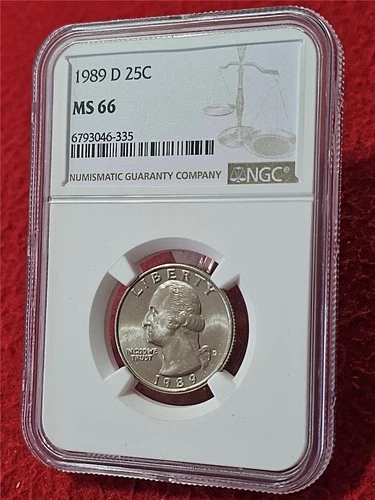 1989 D 25C
MS 66
6793046-335
NUMISMATIC GUARANTY COMPANY
NGC®
LIBERTY
IN GOD WE
TRUST
D
1989